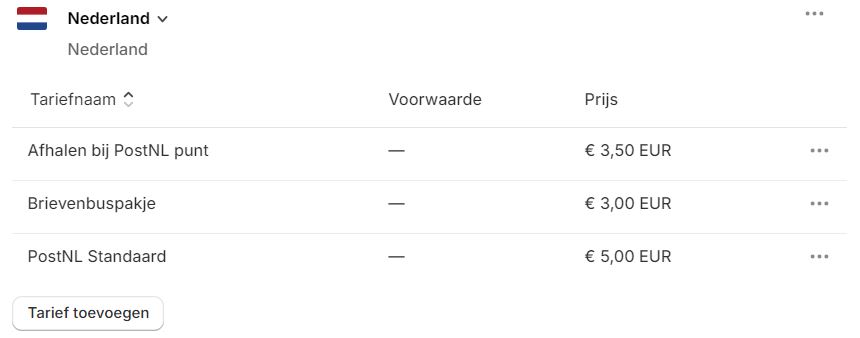 Nederland
Nederland
Tariefnaam Voorwaarde Prijs
Afhalen bij PostNL punt — € 3,50 EUR
Brievenbuspakje — € 3,00 EUR
PostNL Standaard — € 5,00 EUR
Tarief toevoegen